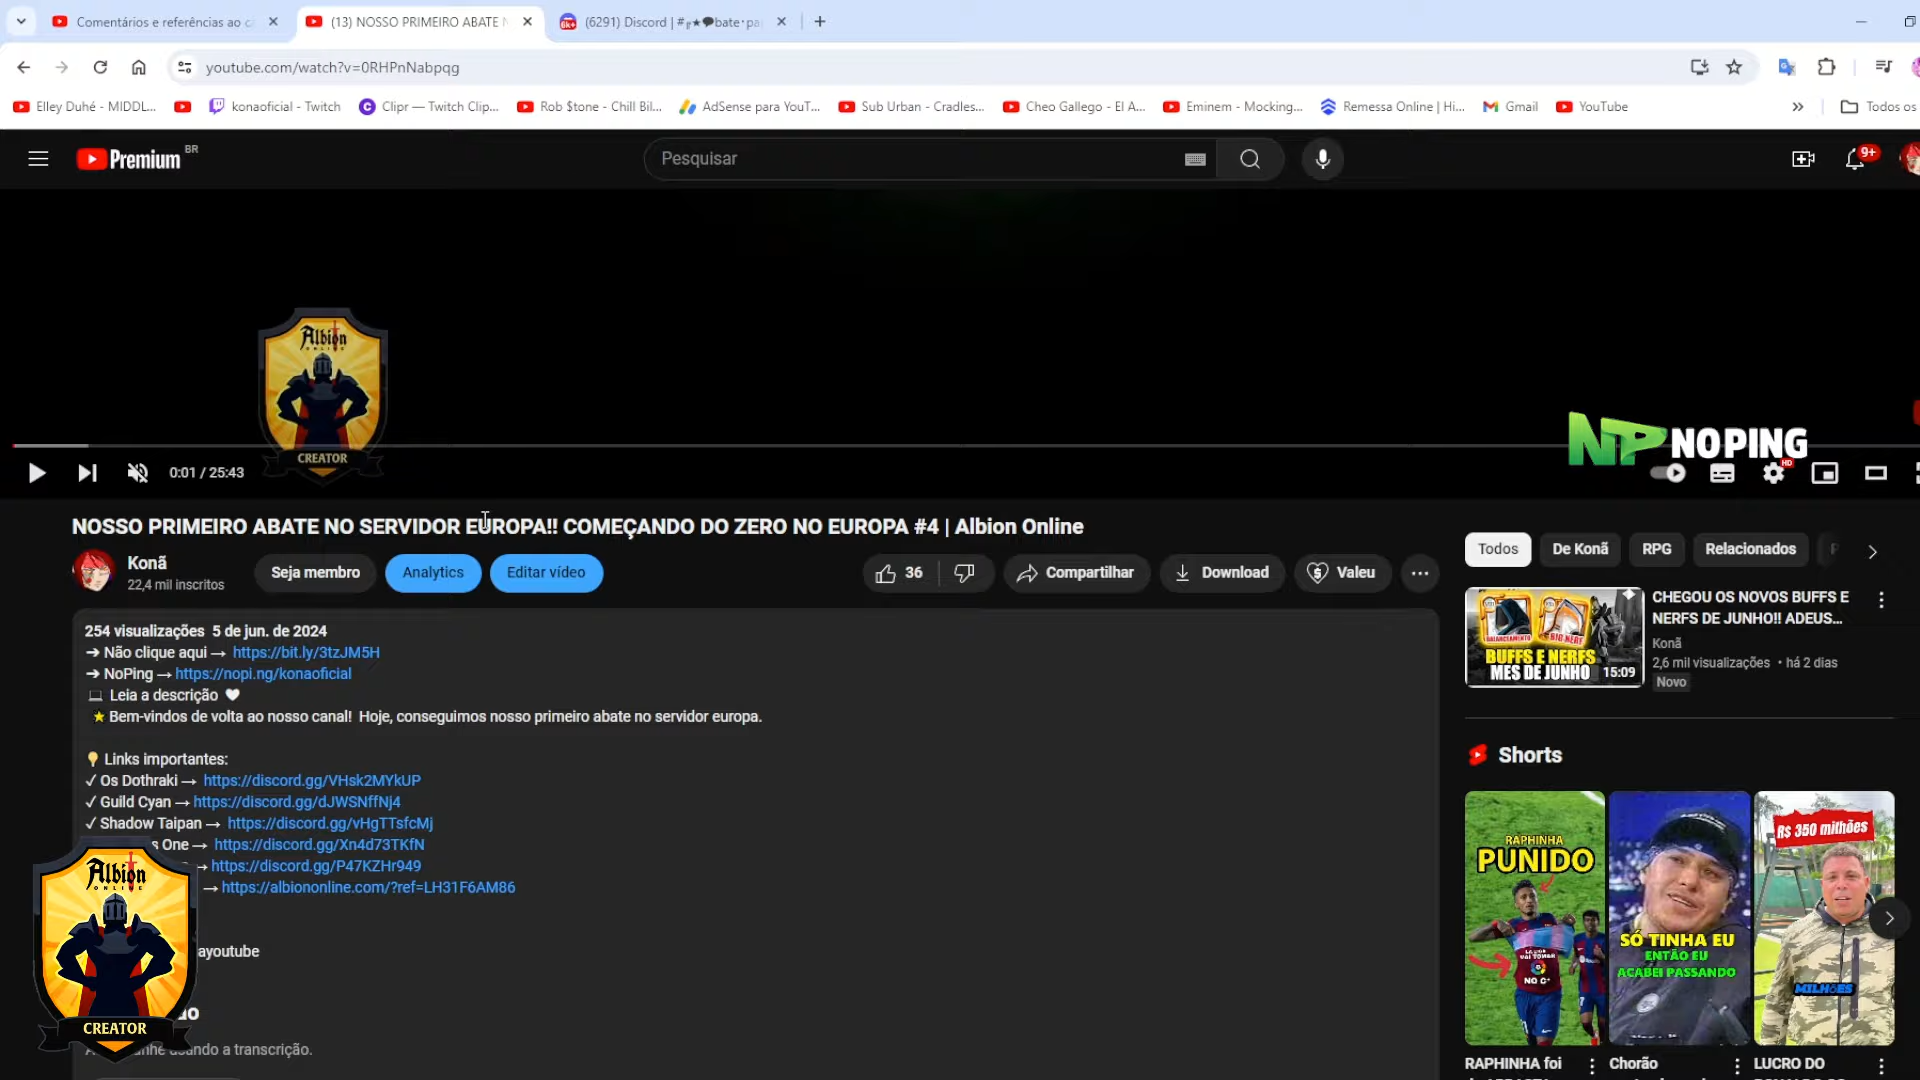 Comentários e referências ao c
(13) NOSSO PRIMEIRO ABATE N
(6291) Discord | #
bate
youtube.com/watch?v=0RHPnNabpqg
Elley Duhé - MIDDL...
konaoficial - Twitch
Clipr — Twitch Clip...
Rob $tone - Chill Bil...
AdSense para YouT...
Sub Urban - Cradles...
Cheo Gallego - El A...
Eminem - Mocking...
Remessa Online | Hi...
Gmail
YouTube
Todos os
Premium BR
Pesquisar
9+
Albion
ONLINE
CREATOR
NP NOPING
0:01 / 25:43
HD
NOSSO PRIMEIRO ABATE NO SERVIDOR EUROPA!! COMEÇANDO DO ZERO NO EUROPA #4 | Albion Online
Konã
22,4 mil inscritos
Seja membro
Analytics
Editar vídeo
36
Compartilhar
Download
Valeu
254 visualizações 5 de jun. de 2024
➔ Não clique aqui → https://bit.ly/3tzJM5H
➔ NoPing → https://nopi.ng/konaoficial
💻 Leia a descrição ♥
⭐ Bem-vindos de volta ao nosso canal! Hoje, conseguimos nosso primeiro abate no servidor europa.
💡 Links importantes:
✓ Os Dothraki → https://discord.gg/VHsk2MYkUP
✓ Guild Cyan → https://discord.gg/dJWSNffNj4
✓ Shadow Taipan → https://discord.gg/vHgTTsfcMj
s One → https://discord.gg/Xn4d73TKfN
→ https://discord.gg/P47KZHr949
→ https://albiononline.com/?ref=LH31F6AM86
ayoutube
ão
nhe usando a transcrição.
Albion
ONLINE
CREATOR
Todos
De Konã
RPG
Relacionados
BUFFS E NERFS
MES DE JUNHO
15:09
CHEGOU OS NOVOS BUFFS E
NERFS DE JUNHO!! ADEUS...
Konã
2,6 mil visualizações • há 2 dias
Novo
Shorts
RAPHINHA
PUNIDO
SÓ TINHA EU
ENTÃO EU
ACABEI PASSANDO
R$ 350 milhões
MILHÕES
RAPHINHA foi
Chorão
LUCRO DO